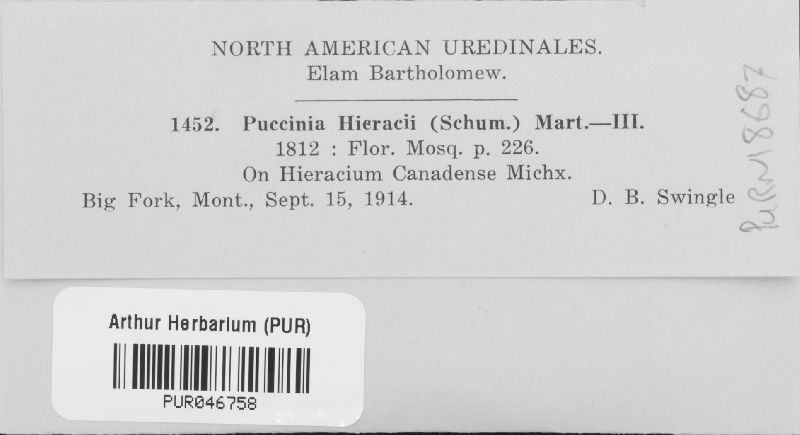 NORTH AMERICAN UREDINALES.
Elam Bartholomew.
1452. Puccinia Hieracii (Schum.) Mart.—III.
1812 : Flor. Mosq. p. 226.
On Hieracium Canadense Michx.
Big Fork, Mont., Sept. 15, 1914. D. B. Swingle
PURN18687
Arthur Herbarium (PUR)
PUR046758